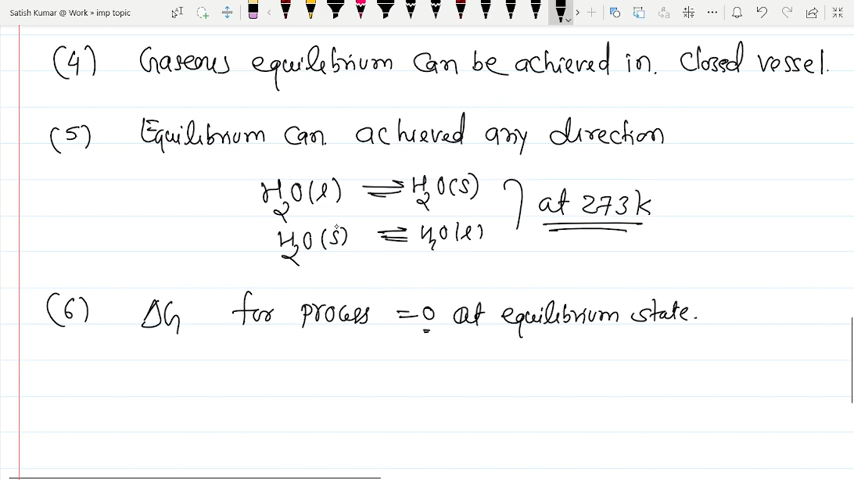 Satish Kumar @ Work » imp topic
(4) Gaseous equilibrium can be achieved in. closed vessel.
(5) Equilibrium can achieved any direction
H2O(l) ⇌ H2O(s)
at 273k
H2O(s) ⇌ H2O(l)
(6) ΔG for process =0 at equilibrium state.